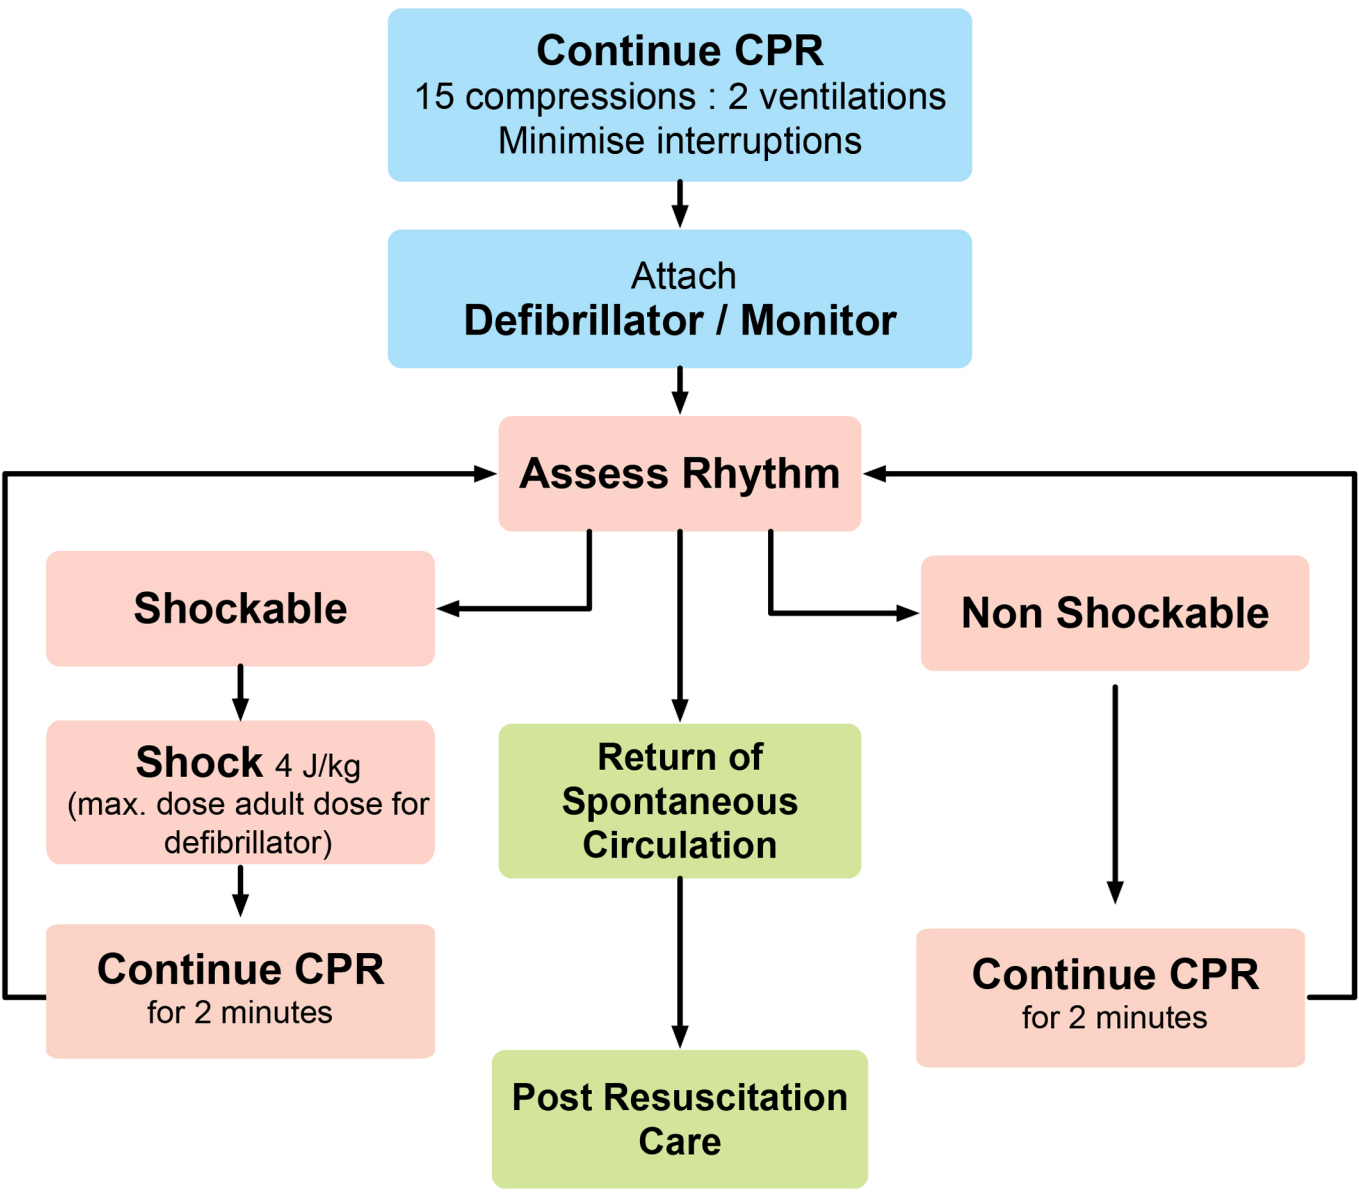 Continue CPR
15 compressions : 2 ventilations
Minimise interruptions
Attach
Defibrillator / Monitor
Assess Rhythm
Shockable
Non Shockable
Shock 4 J/kg
(max. dose adult dose for
defibrillator)
Return of
Spontaneous
Circulation
Continue CPR
for 2 minutes
Continue CPR
for 2 minutes
Post Resuscitation
Care